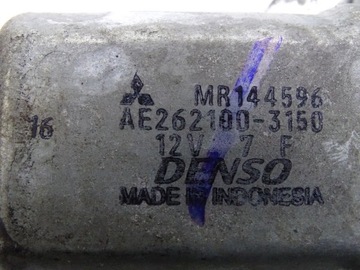 MR144596
16
AE262100-3150
12V 7 F
DENSO
MADE IN INDONESIA